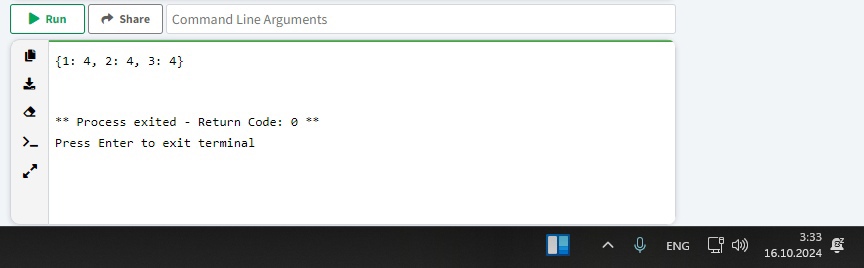 Run Share Command Line Arguments
{1: 4, 2: 4, 3: 4}
** Process exited - Return Code: 0 **
Press Enter to exit terminal
ENG
3:33
16.10.2024